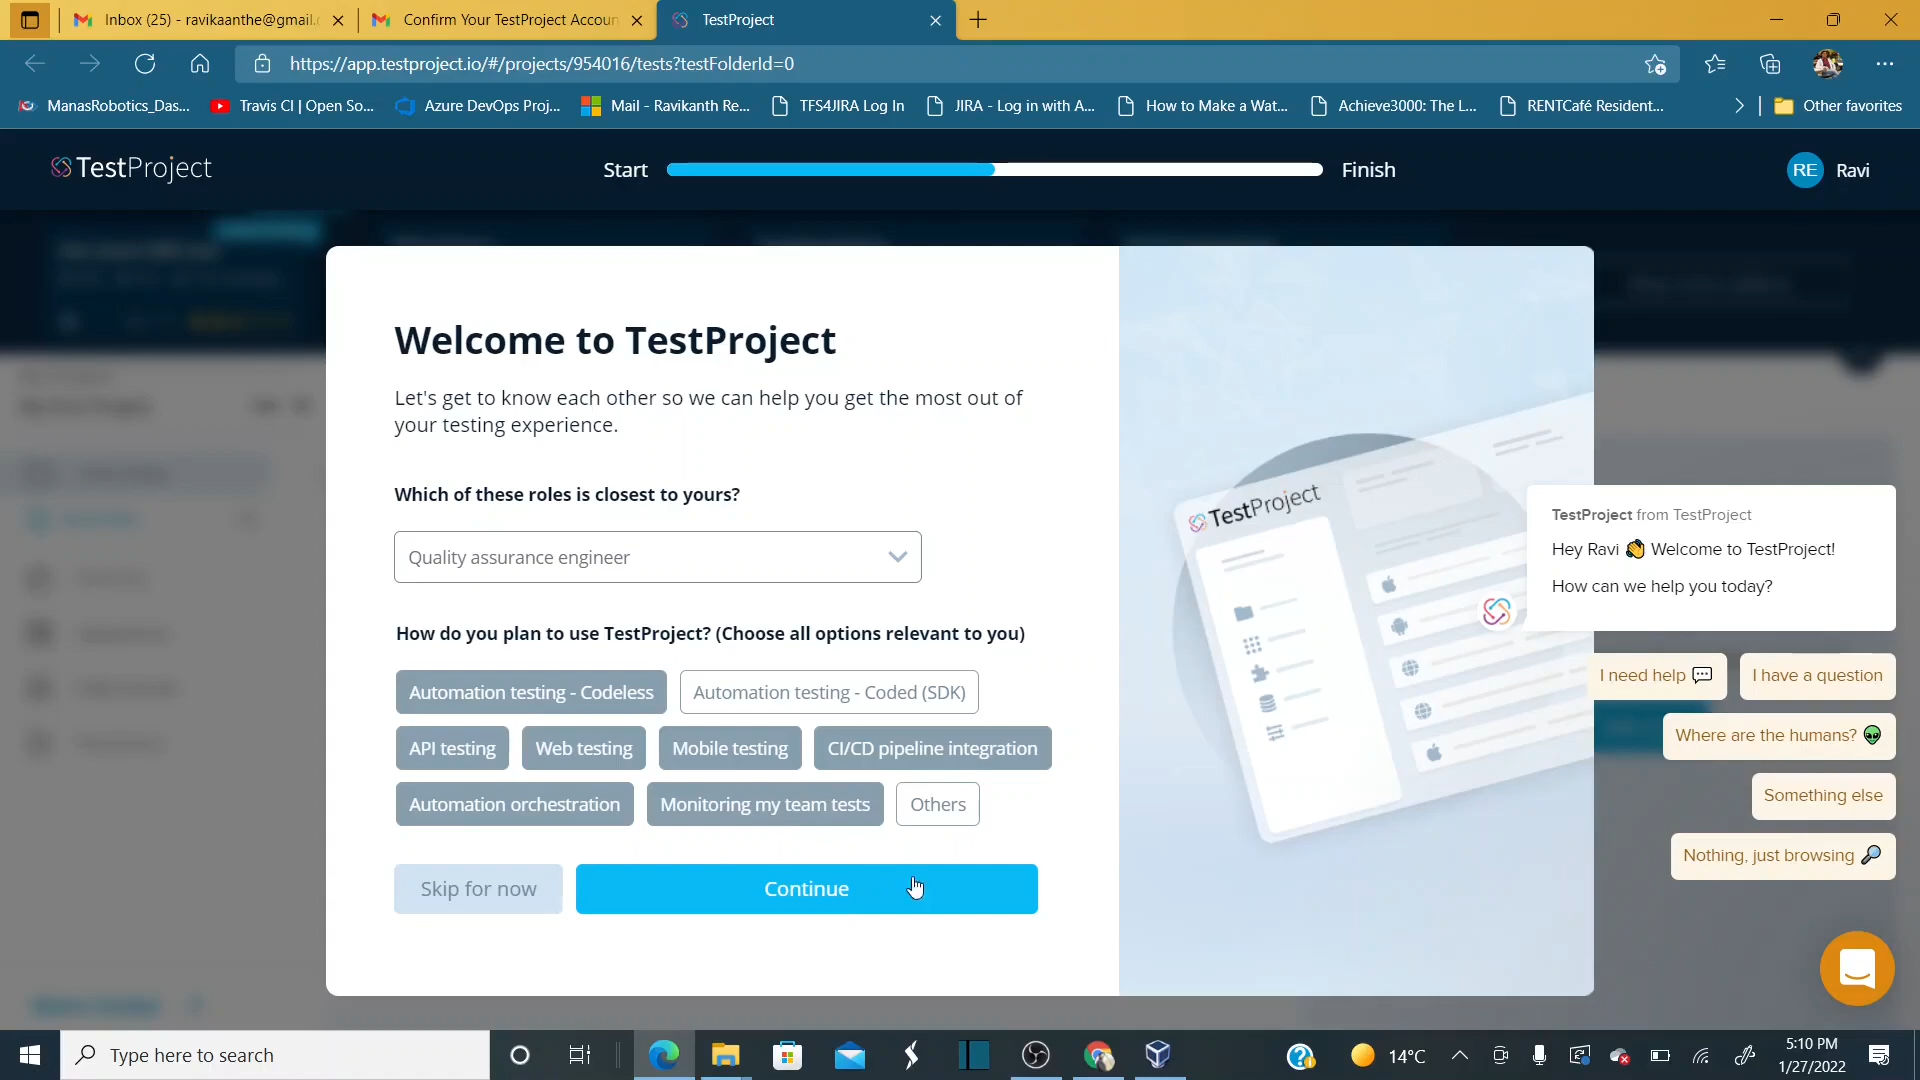 Inbox (25) - ravikaanthe@gmail.c
Confirm Your TestProject Accoun
TestProject
https://app.testproject.io/#/projects/954016/tests?testFolderId=0
ManasRobotics_Das...
Travis CI | Open So...
Azure DevOps Proj...
Mail - Ravikanth Re...
TFS4JIRA Log In
JIRA - Log in with A...
How to Make a Wat...
Achieve3000: The L...
RENTCafé Resident...
Other favorites
TestProject
Start
Finish
RE
Ravi
Welcome to TestProject
Let's get to know each other so we can help you get the most out of
your testing experience.
Which of these roles is closest to yours?
Quality assurance engineer
How do you plan to use TestProject? (Choose all options relevant to you)
Automation testing - Codeless
Automation testing - Coded (SDK)
API testing
Web testing
Mobile testing
CI/CD pipeline integration
Automation orchestration
Monitoring my team tests
Others
Skip for now
Continue
TestProject
TestProject from TestProject
Hey Ravi 👋 Welcome to TestProject!
How can we help you today?
I need help 💬
I have a question
Where are the humans? 👽
Something else
Nothing, just browsing 🔎
Type here to search
14°C
5:10 PM
1/27/2022